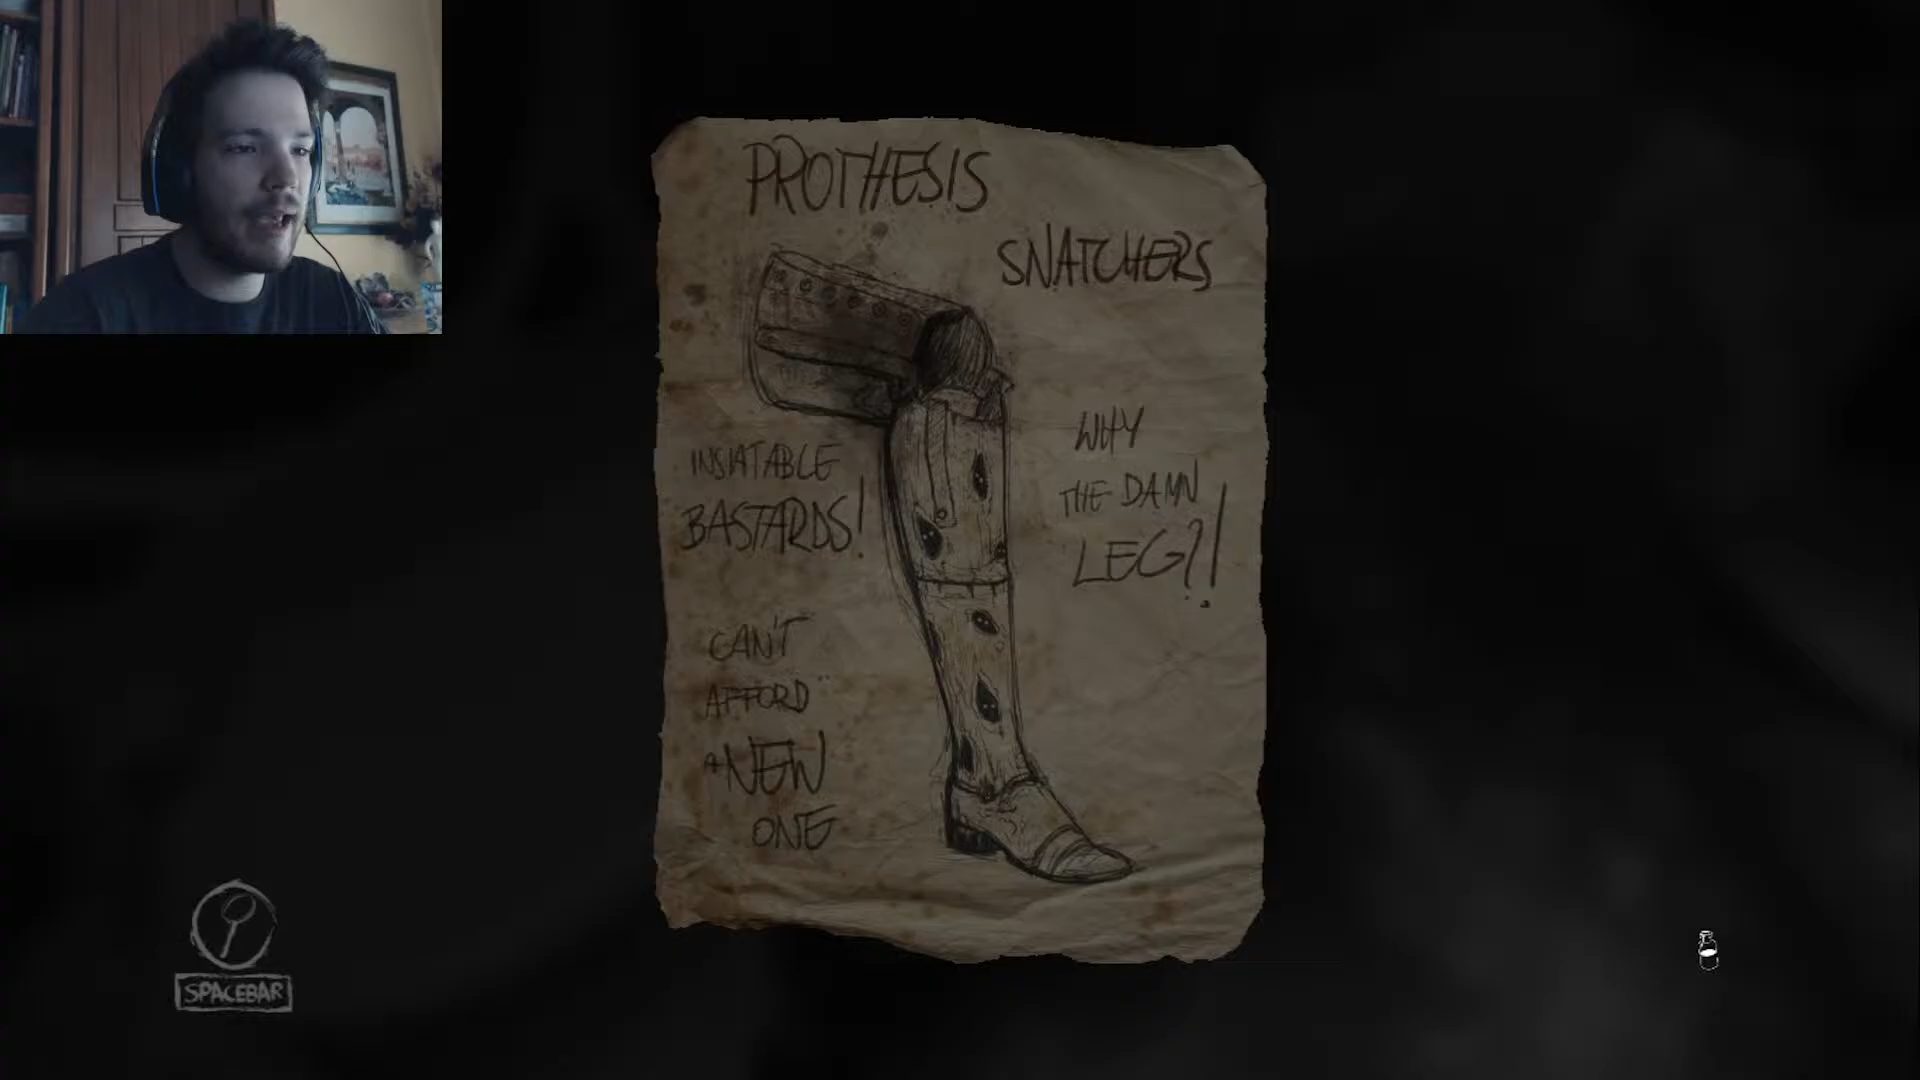 PROTHESIS
SNATCHERS
INSIATABLE
BASTARDS!
WHY
THE DAMN
LEG?!
CAN'T
AFFORD
A NEW
ONE
SPACEBAR